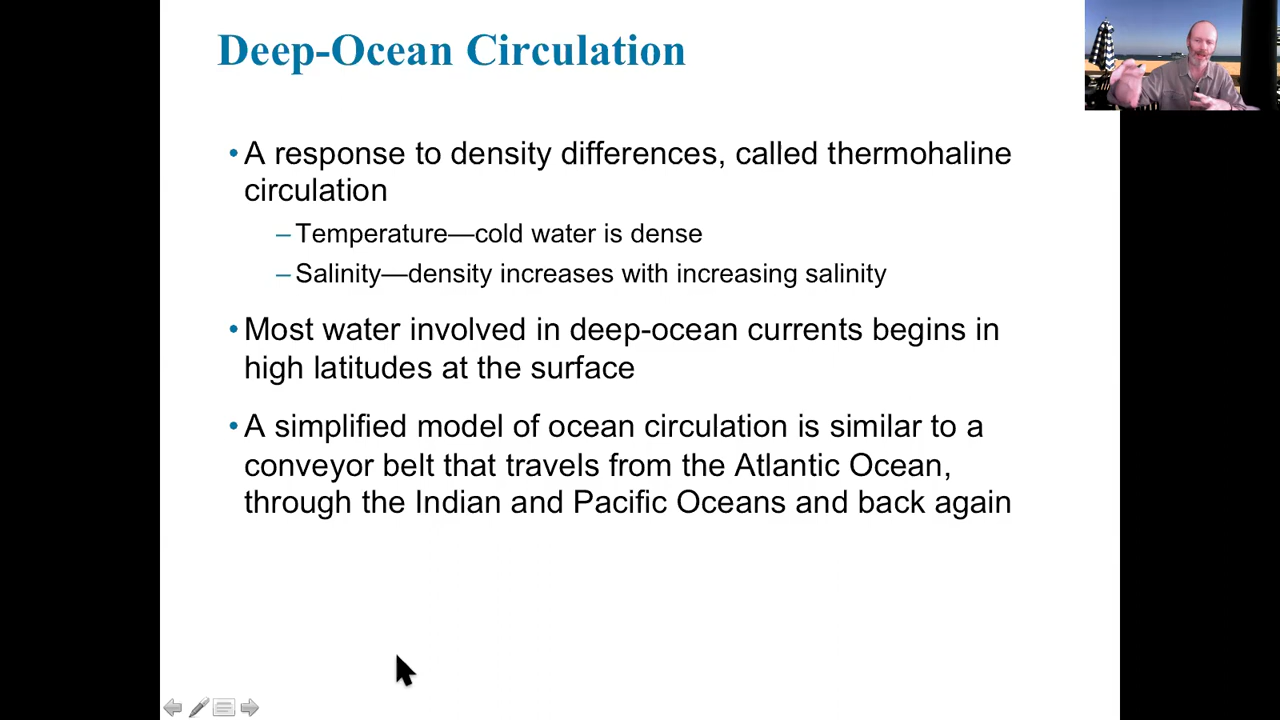 Deep-Ocean Circulation
•A response to density differences, called thermohaline
circulation
–Temperature—cold water is dense
–Salinity—density increases with increasing salinity
•Most water involved in deep-ocean currents begins in
high latitudes at the surface
•A simplified model of ocean circulation is similar to a
conveyor belt that travels from the Atlantic Ocean,
through the Indian and Pacific Oceans and back again